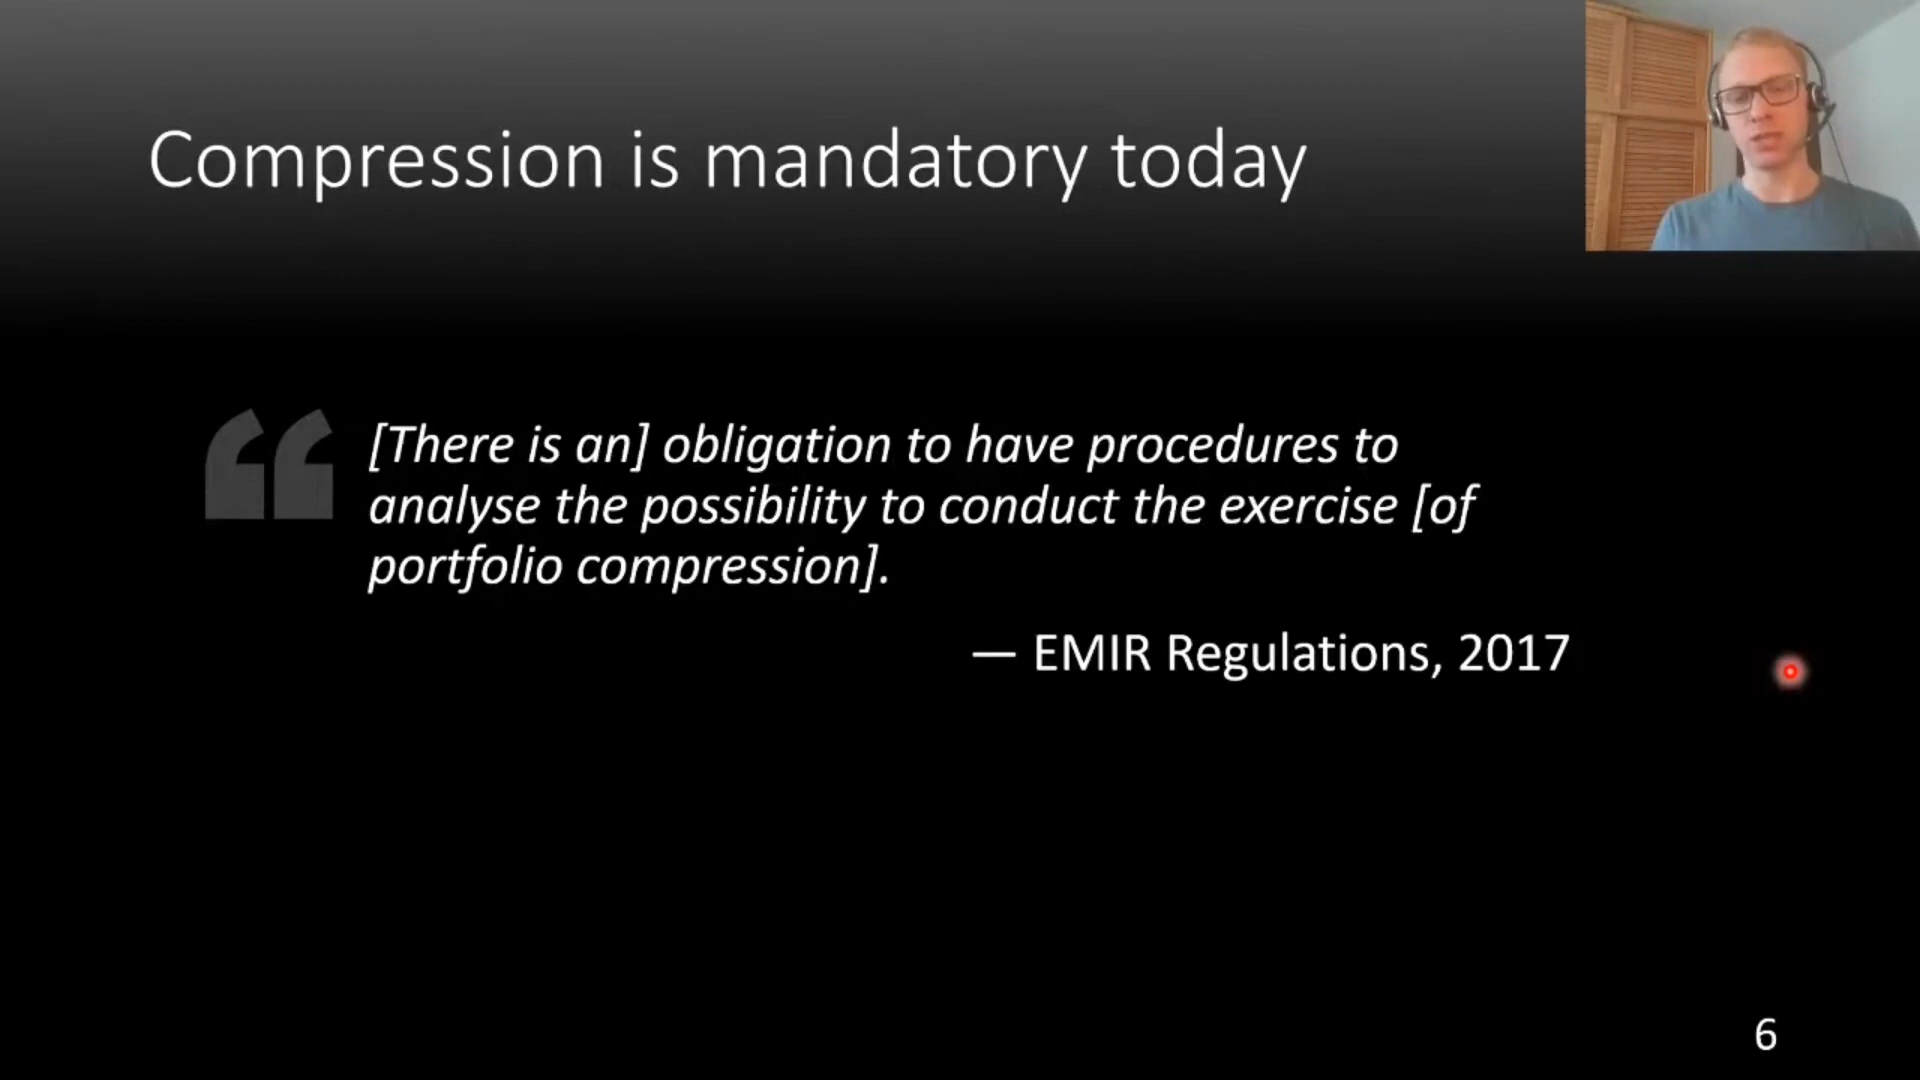 Compression is mandatory today
[There is an] obligation to have procedures to
analyse the possibility to conduct the exercise [of
portfolio compression].
— EMIR Regulations, 2017
6